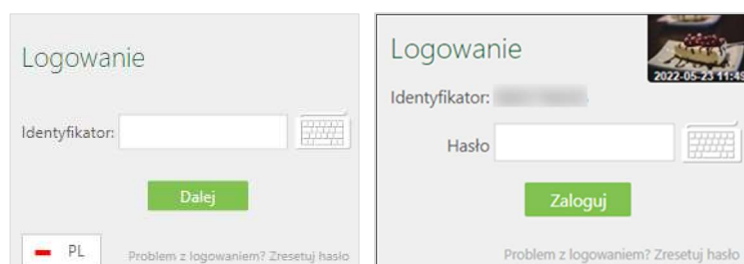 Logowanie
Identyfikator:
Dalej
PL
Problem z logowaniem? Zresetuj hasło
Logowanie
2022-05-23 11:49
Identyfikator:
Hasło
Zaloguj
Problem z logowaniem? Zresetuj hasło